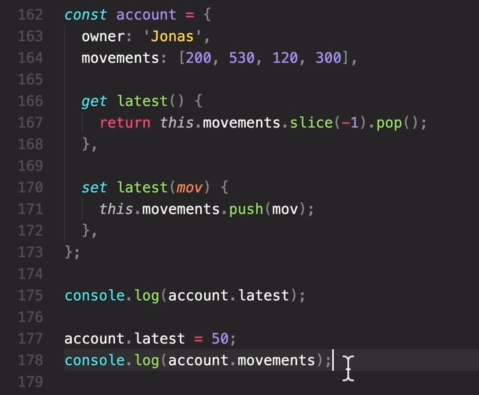 162 const account = {
163   owner: 'Jonas',
164   movements: [200, 530, 120, 300],
165
166   get latest() {
167     return this.movements.slice(-1).pop();
168   },
169
170   set latest(mov) {
171     this.movements.push(mov);
172   },
173 };
174
175 console.log(account.latest);
176
177 account.latest = 50;
178 console.log(account.movements);
179